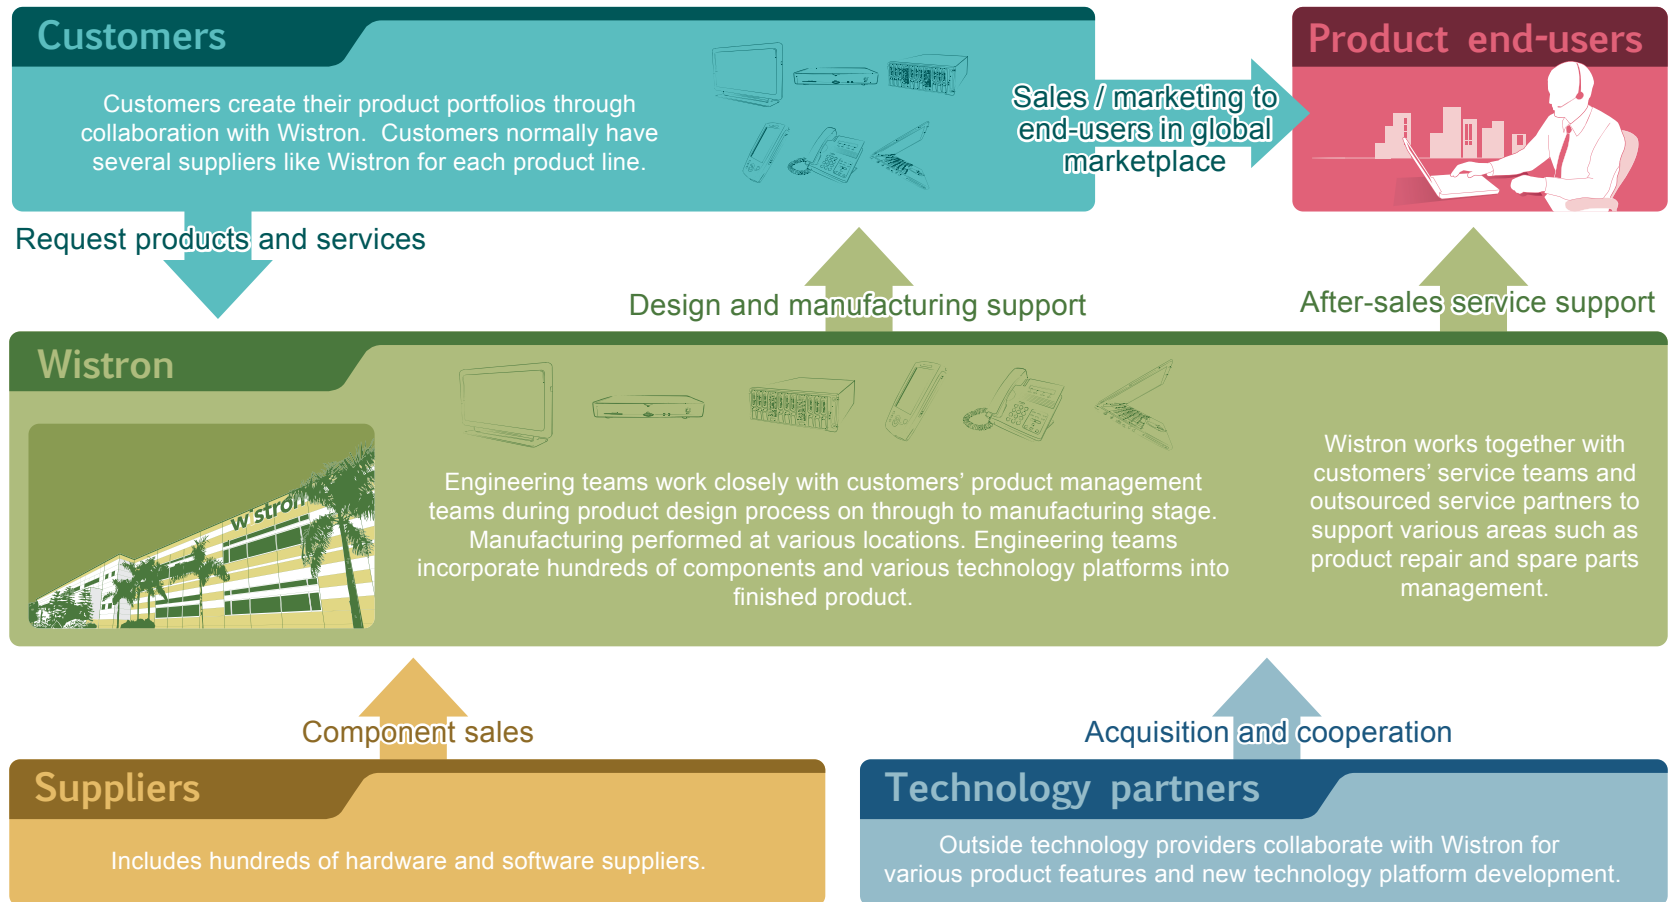 Customers
Customers create their product portfolios through
collaboration with Wistron. Customers normally have
several suppliers like Wistron for each product line.
Sales / marketing to
end-users in global
marketplace
Product end-users
Request products and services
Design and manufacturing support
After-sales service support
Wistron
wistron
Engineering teams work closely with customers’ product management
teams during product design process on through to manufacturing stage.
Manufacturing performed at various locations. Engineering teams
incorporate hundreds of components and various technology platforms into
finished product.
Wistron works together with
customers’ service teams and
outsourced service partners to
support various areas such as
product repair and spare parts
management.
Component sales
Acquisition and cooperation
Suppliers
Includes hundreds of hardware and software suppliers.
Technology partners
Outside technology providers collaborate with Wistron for
various product features and new technology platform development.